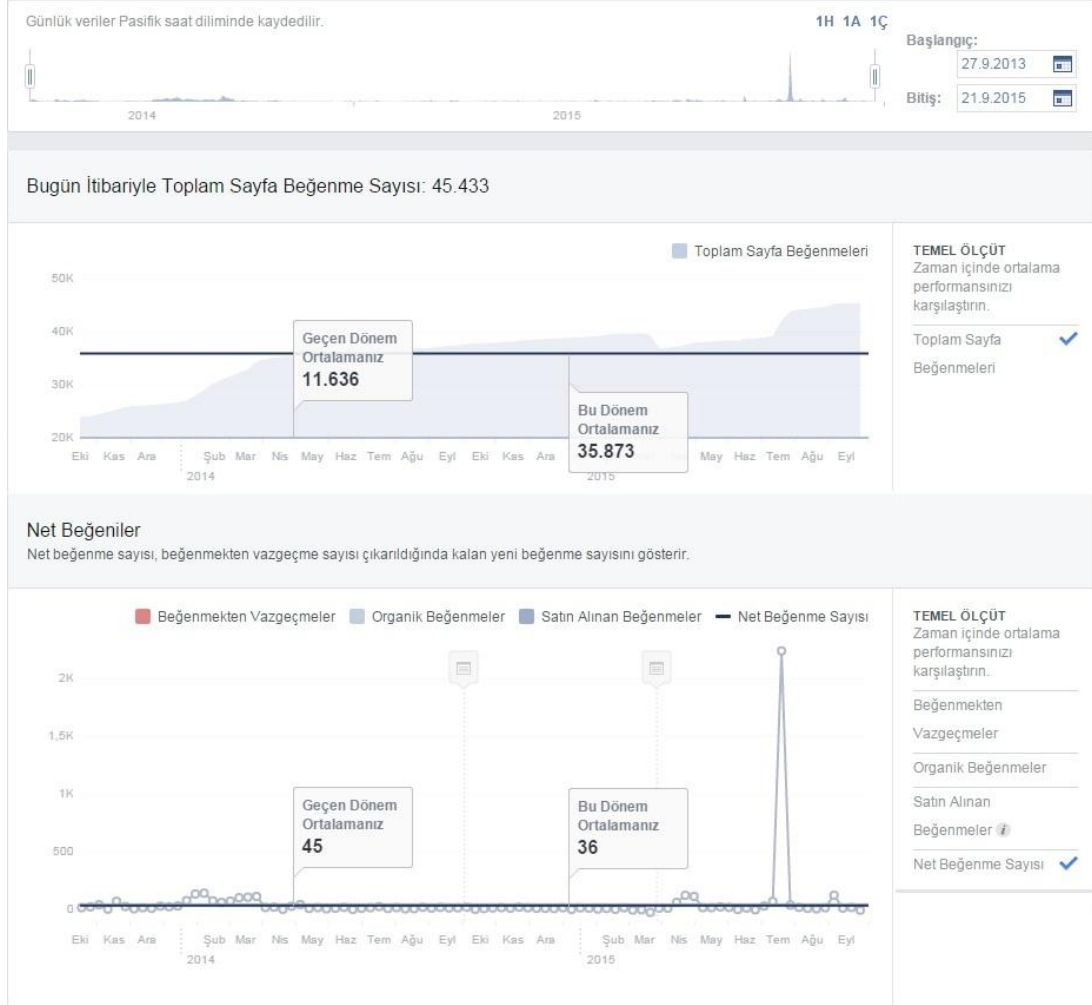 Günlük veriler Pasifik saat diliminde kaydedilir.
1H 1A 1Ç
Başlangıç:
27.9.2013
Bitiş: 21.9.2015
2014 2015
Bugün İtibariyle Toplam Sayfa Beğenme Sayısı: 45.433
Toplam Sayfa Beğenmeleri
50K
40K
30K
20K
Geçen Dönem
Ortalamanız
11.636
Bu Dönem
Ortalamanız
35.873
Eki Kas Ara Şub Mar Nis May Haz Tem Ağu Eyl Eki Kas Ara May Haz Tem Ağu Eyl
2014 2015
TEMEL ÖLÇÜT
Zaman içinde ortalama
performansınızı
karşılaştırın.
Toplam Sayfa
Beğenmeleri
Net Beğeniler
Net beğenme sayısı, beğenmekten vazgeçme sayısı çıkarıldığında kalan yeni beğenme sayısını gösterir.
Beğenmekten Vazgeçmeler Organik Beğenmeler Satın Alınan Beğenmeler Net Beğenme Sayısı
2K
1,5K
1K
500
0
Geçen Dönem
Ortalamanız
45
Bu Dönem
Ortalamanız
36
Eki Kas Ara Şub Mar Nis May Haz Tem Ağu Eyl Eki Kas Ara Şub Mar Nis May Haz Tem Ağu Eyl
2014 2015
TEMEL ÖLÇÜT
Zaman içinde ortalama
performansınızı
karşılaştırın.
Beğenmekten
Vazgeçmeler
Organik Beğenmeler
Satın Alınan
Beğenmeler i
Net Beğenme Sayısı